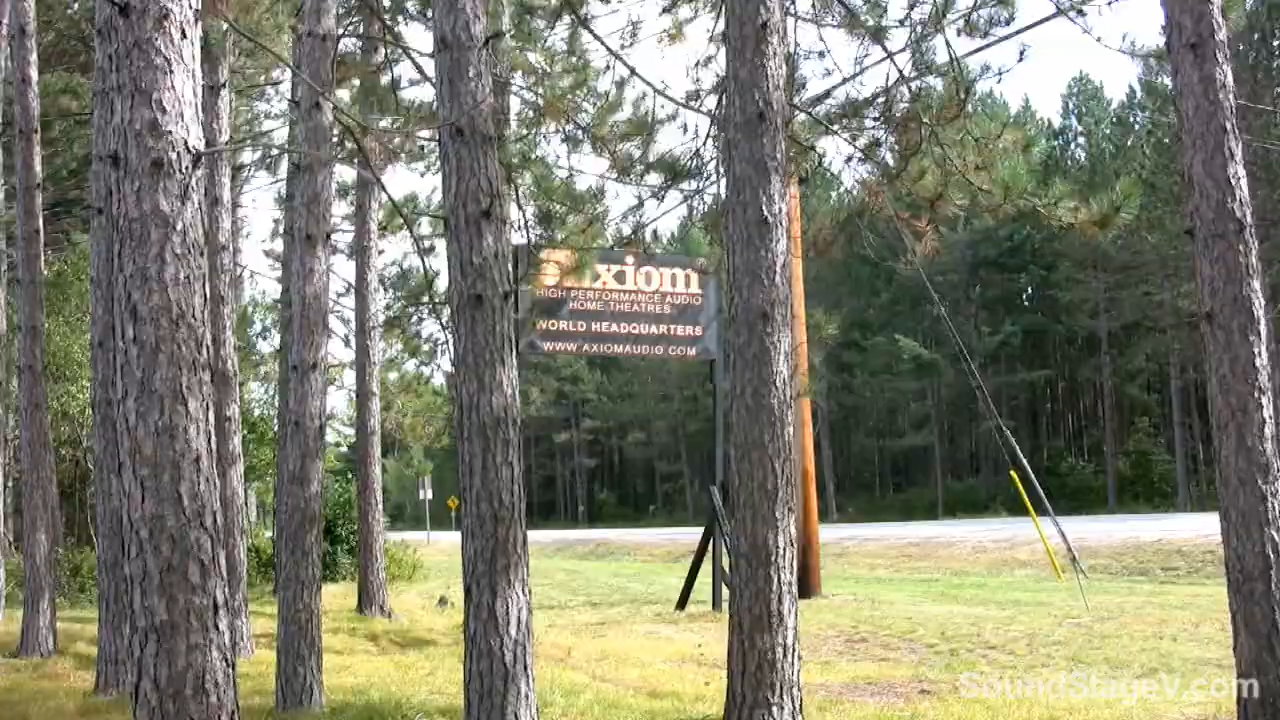 Axiom
HIGH PERFORMANCE AUDIO
HOME THEATRES
WORLD HEADQUARTERS
WWW.AXIOMAUDIO.COM
SoundStageV.com